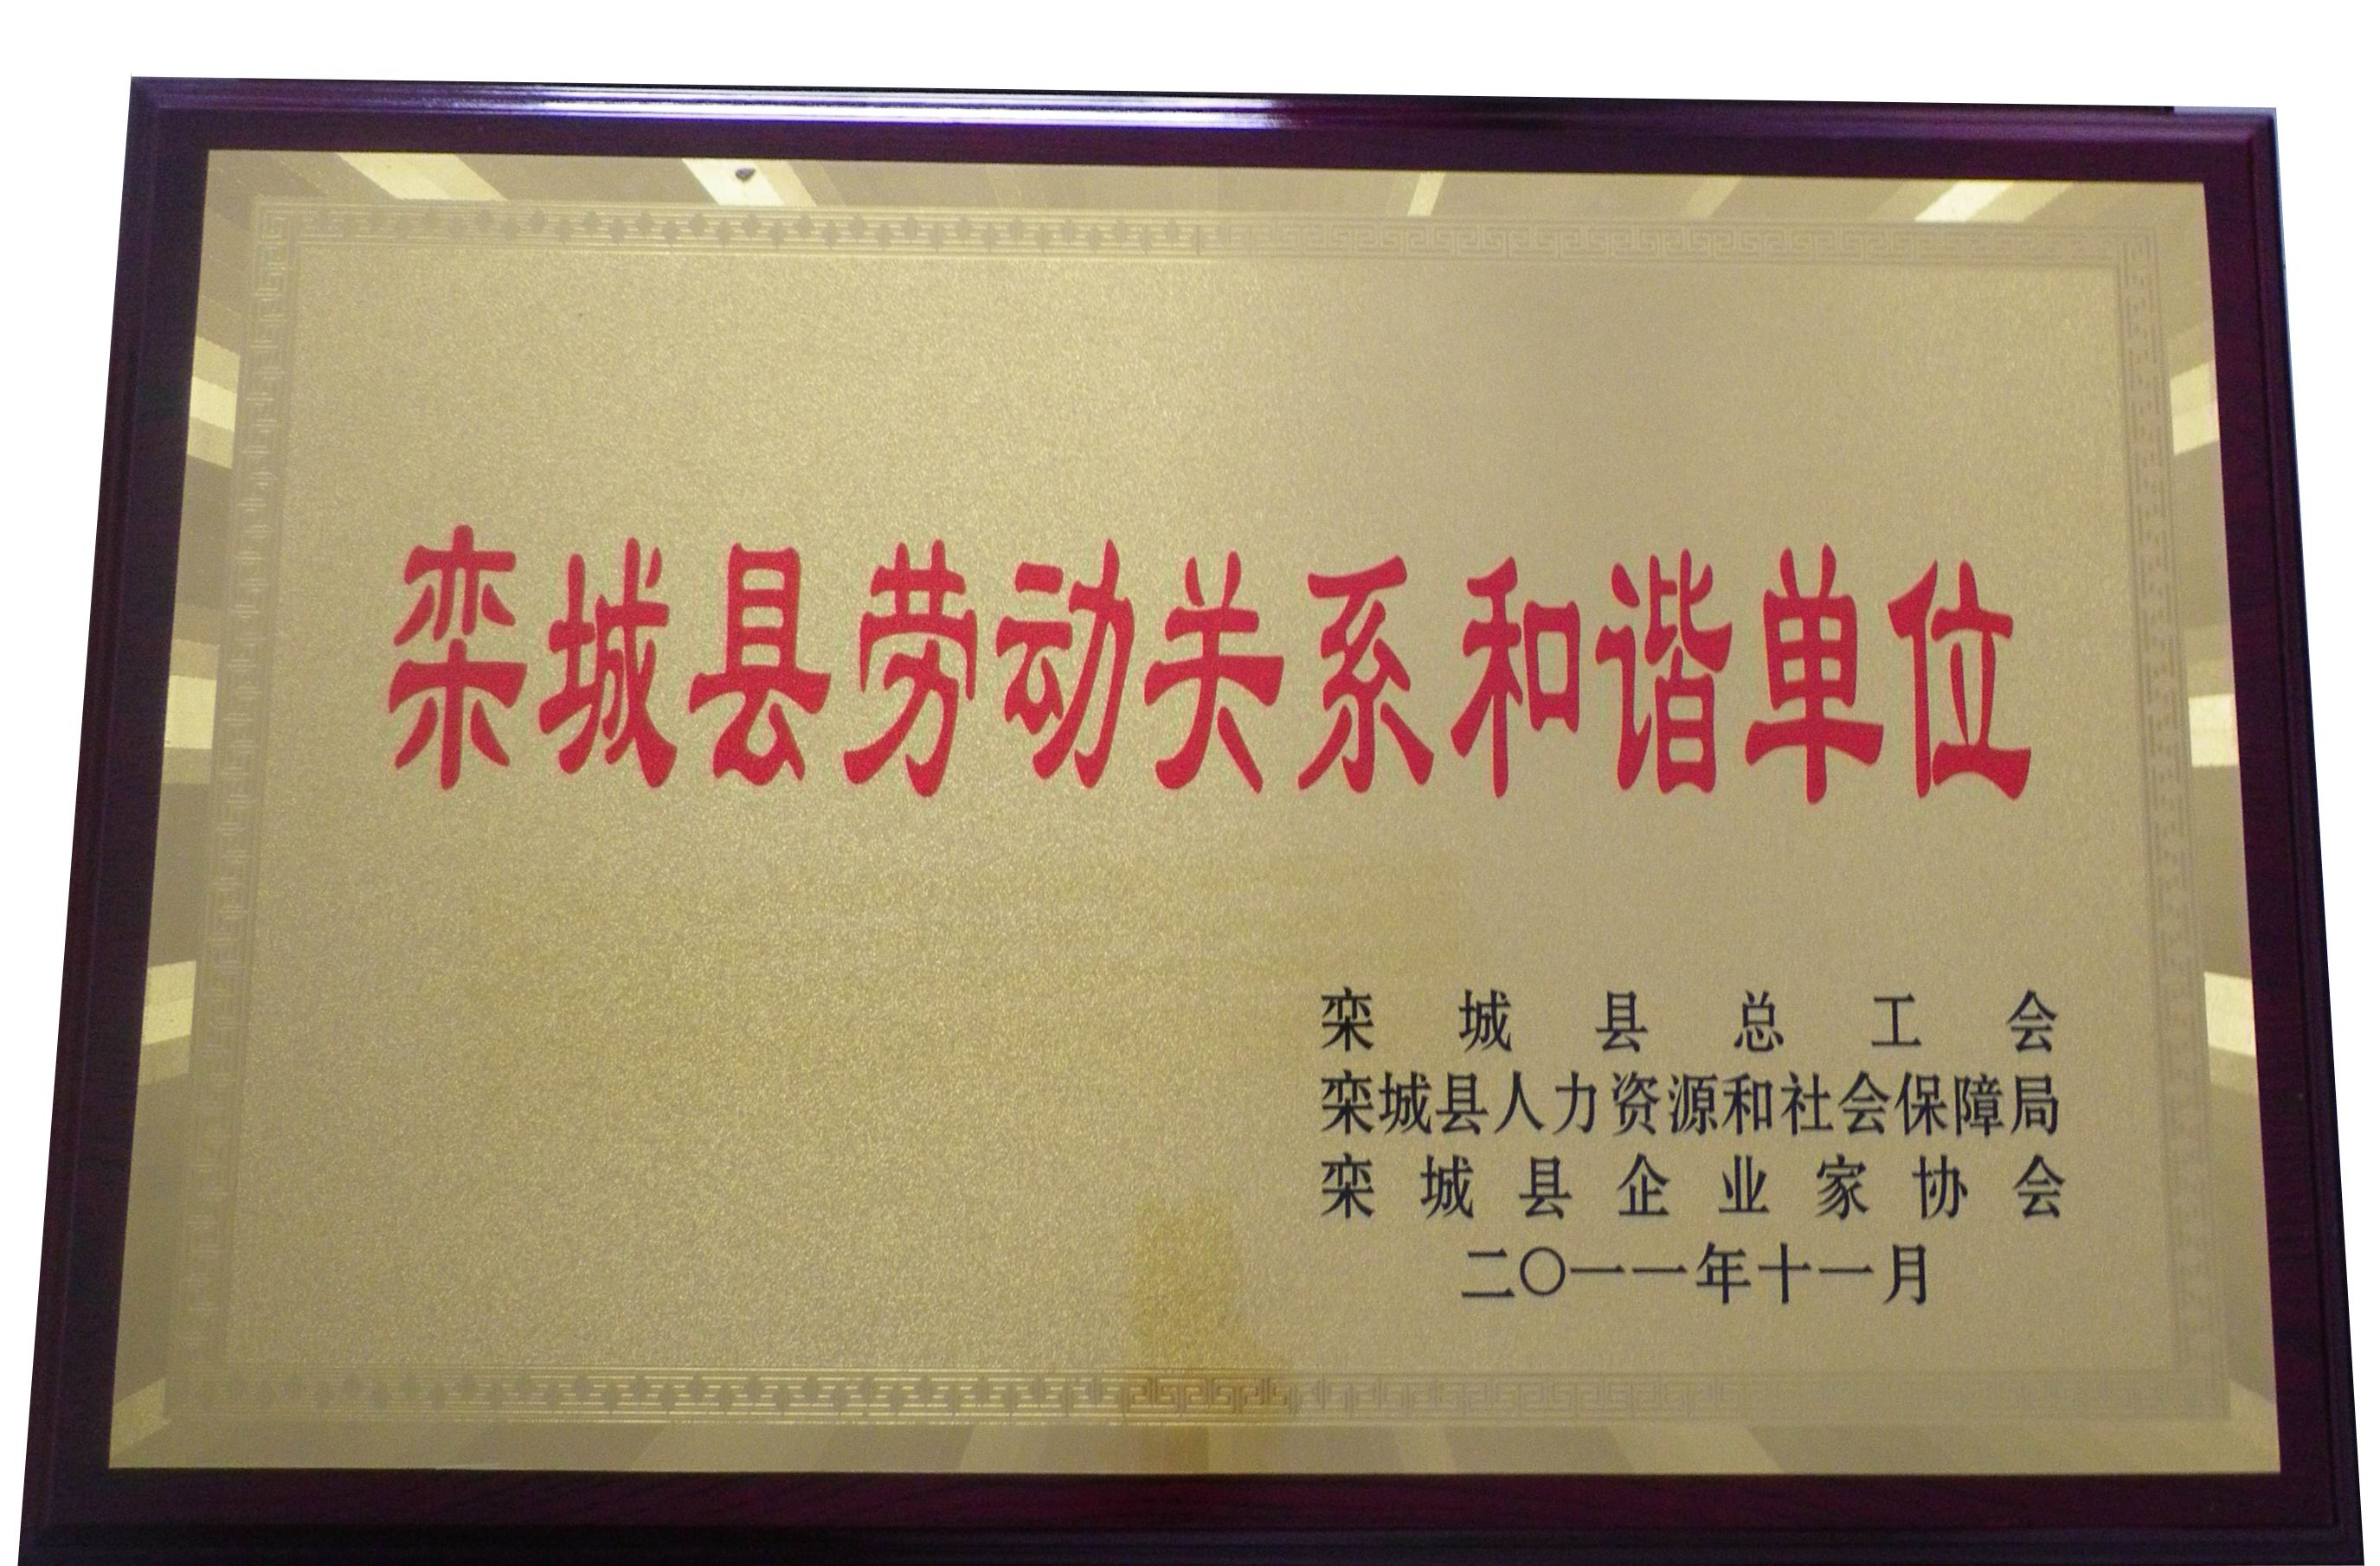 栾城县劳动关系和谐单位
栾城县总工会
栾城县人力资源和社会保障局
栾城县企业家协会
二〇一一年十一月